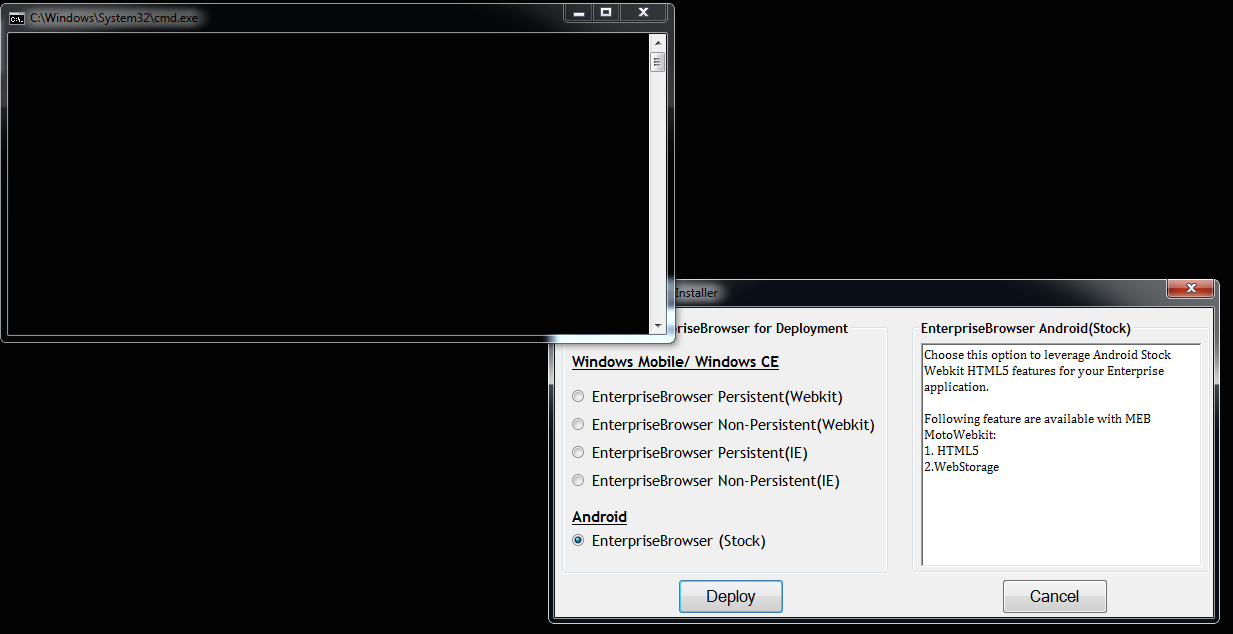 C:\Windows\System32\cmd.exe
Installer
riseBrowser for Deployment
Windows Mobile/ Windows CE
EnterpriseBrowser Persistent(Webkit)
EnterpriseBrowser Non-Persistent(Webkit)
EnterpriseBrowser Persistent(IE)
EnterpriseBrowser Non-Persistent(IE)
Android
EnterpriseBrowser (Stock)
Deploy
EnterpriseBrowser Android(Stock)
Choose this option to leverage Android Stock
Webkit HTML5 features for your Enterprise
application.
Following feature are available with MEB
MotoWebkit:
1. HTML5
2.WebStorage
Cancel